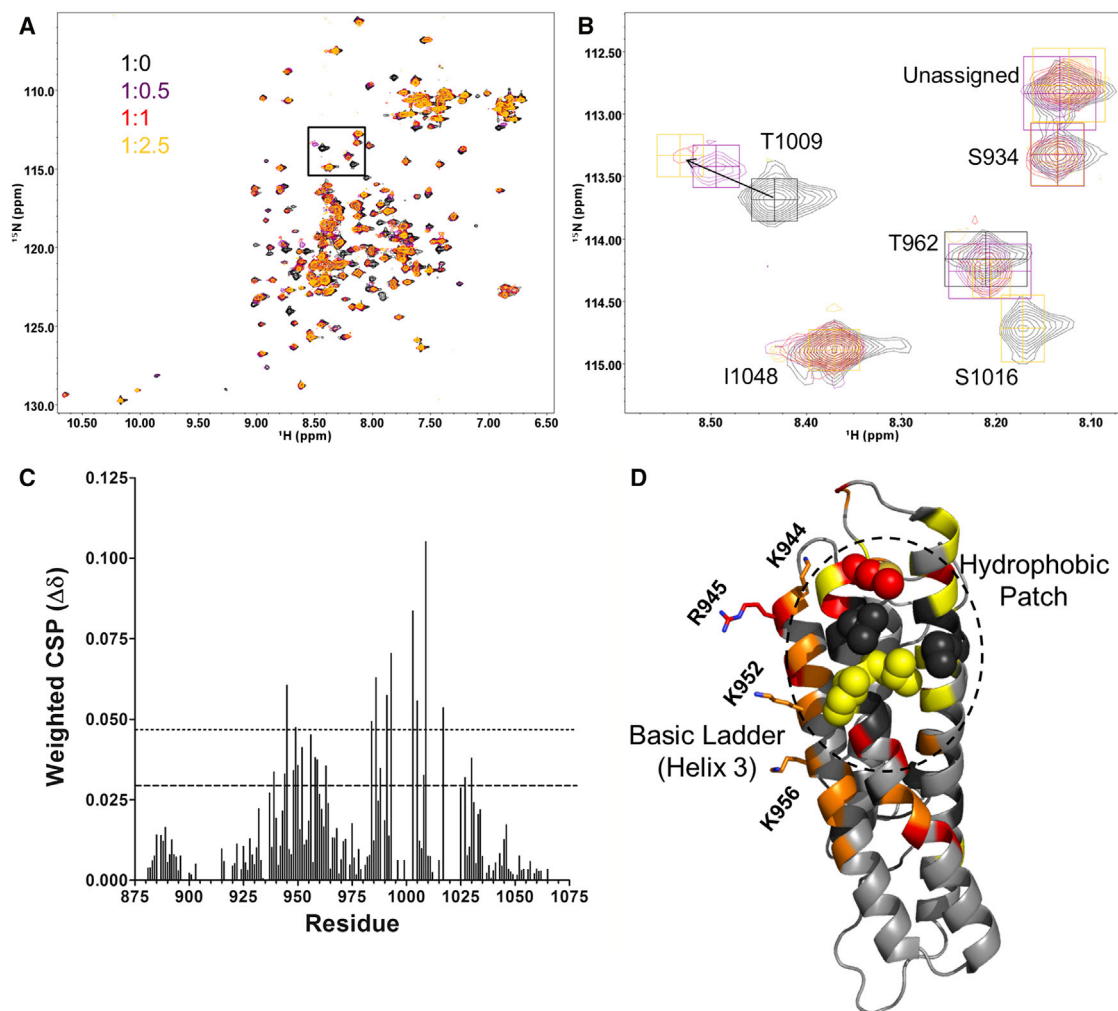 A
1:0
1:0.5
1:1
1:2.5
110.0
115.0
120.0
125.0
130.0
¹⁵N (ppm)
10.50 10.00 9.50 9.00 8.50 8.00 7.50 7.00 6.50
¹H (ppm)
B
112.50
113.00
113.50
114.00
114.50
115.00
¹⁵N (ppm)
Unassigned
T1009
S934
T962
I1048
S1016
8.50 8.40 8.30 8.20 8.10
¹H (ppm)
C
0.125
0.100
0.075
0.050
0.025
0.000
Weighted CSP (Δδ)
875 900 925 950 975 1000 1025 1050 1075
Residue
D
K944
R945
K952
K956
Hydrophobic
Patch
Basic Ladder
(Helix 3)